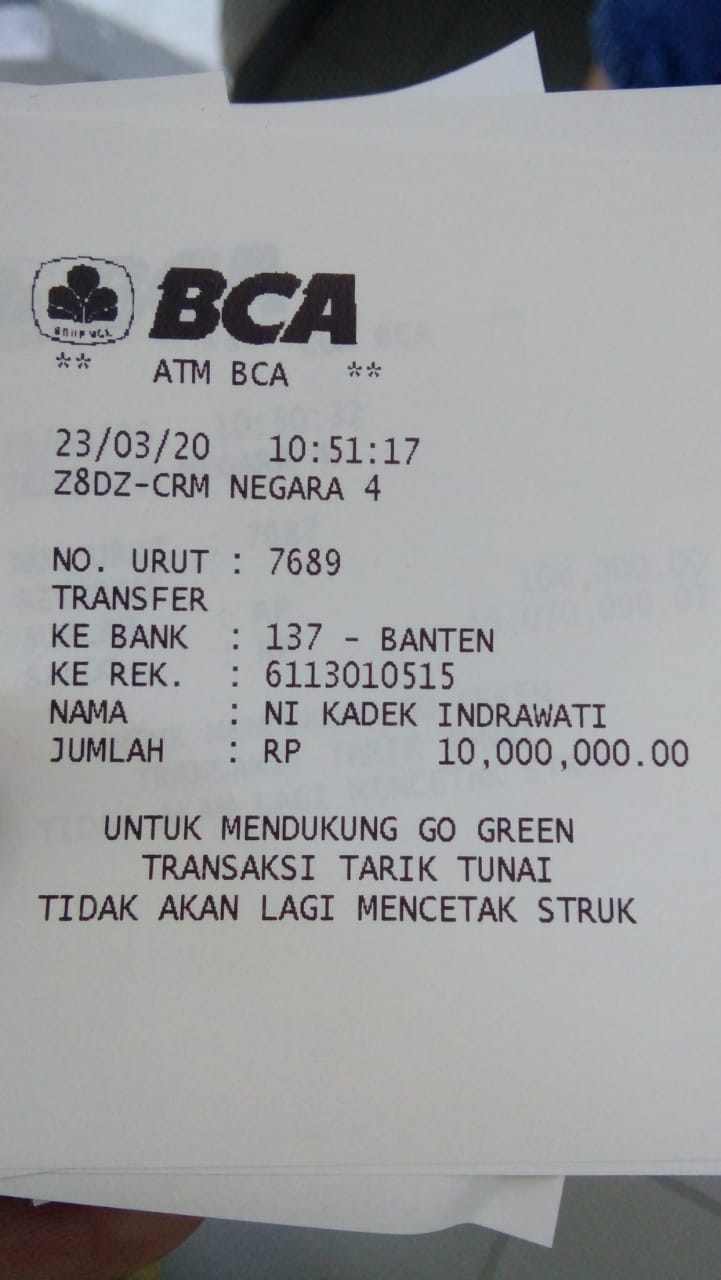 BCA
** ATM BCA **
23/03/20 10:51:17
Z8DZ-CRM NEGARA 4
NO. URUT : 7689
TRANSFER
KE BANK : 137 - BANTEN
KE REK. : 6113010515
NAMA : NI KADEK INDRAWATI
JUMLAH : RP 10,000,000.00
UNTUK MENDUKUNG GO GREEN
TRANSAKSI TARIK TUNAI
TIDAK AKAN LAGI MENCETAK STRUK